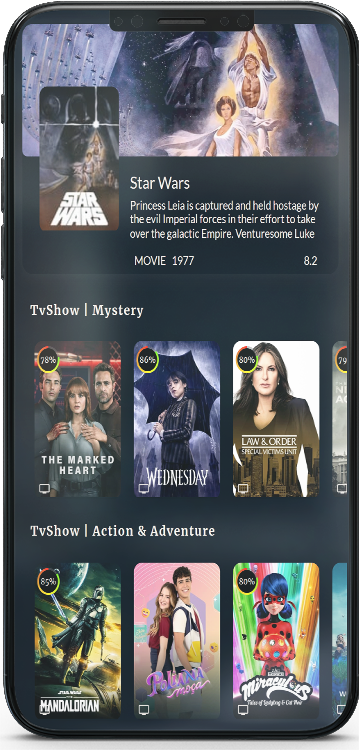 STAR
WARS
Star Wars
Princess Leia is captured and held hostage by
the evil Imperial forces in their effort to take
over the galactic Empire. Venturesome Luke
MOVIE 1977 8.2
TvShow | Mystery
78% 86% 80% 79
THE MARKED
HEART
WEDNESDAY
LAW & ORDER
SPECIAL VICTIMS UNIT
TvShow | Action & Adventure
85% 80%
STAR WARS
THE
MANDALORIAN
Poliana
moça
Miraculous
Tales of Ladybug & Cat Noir